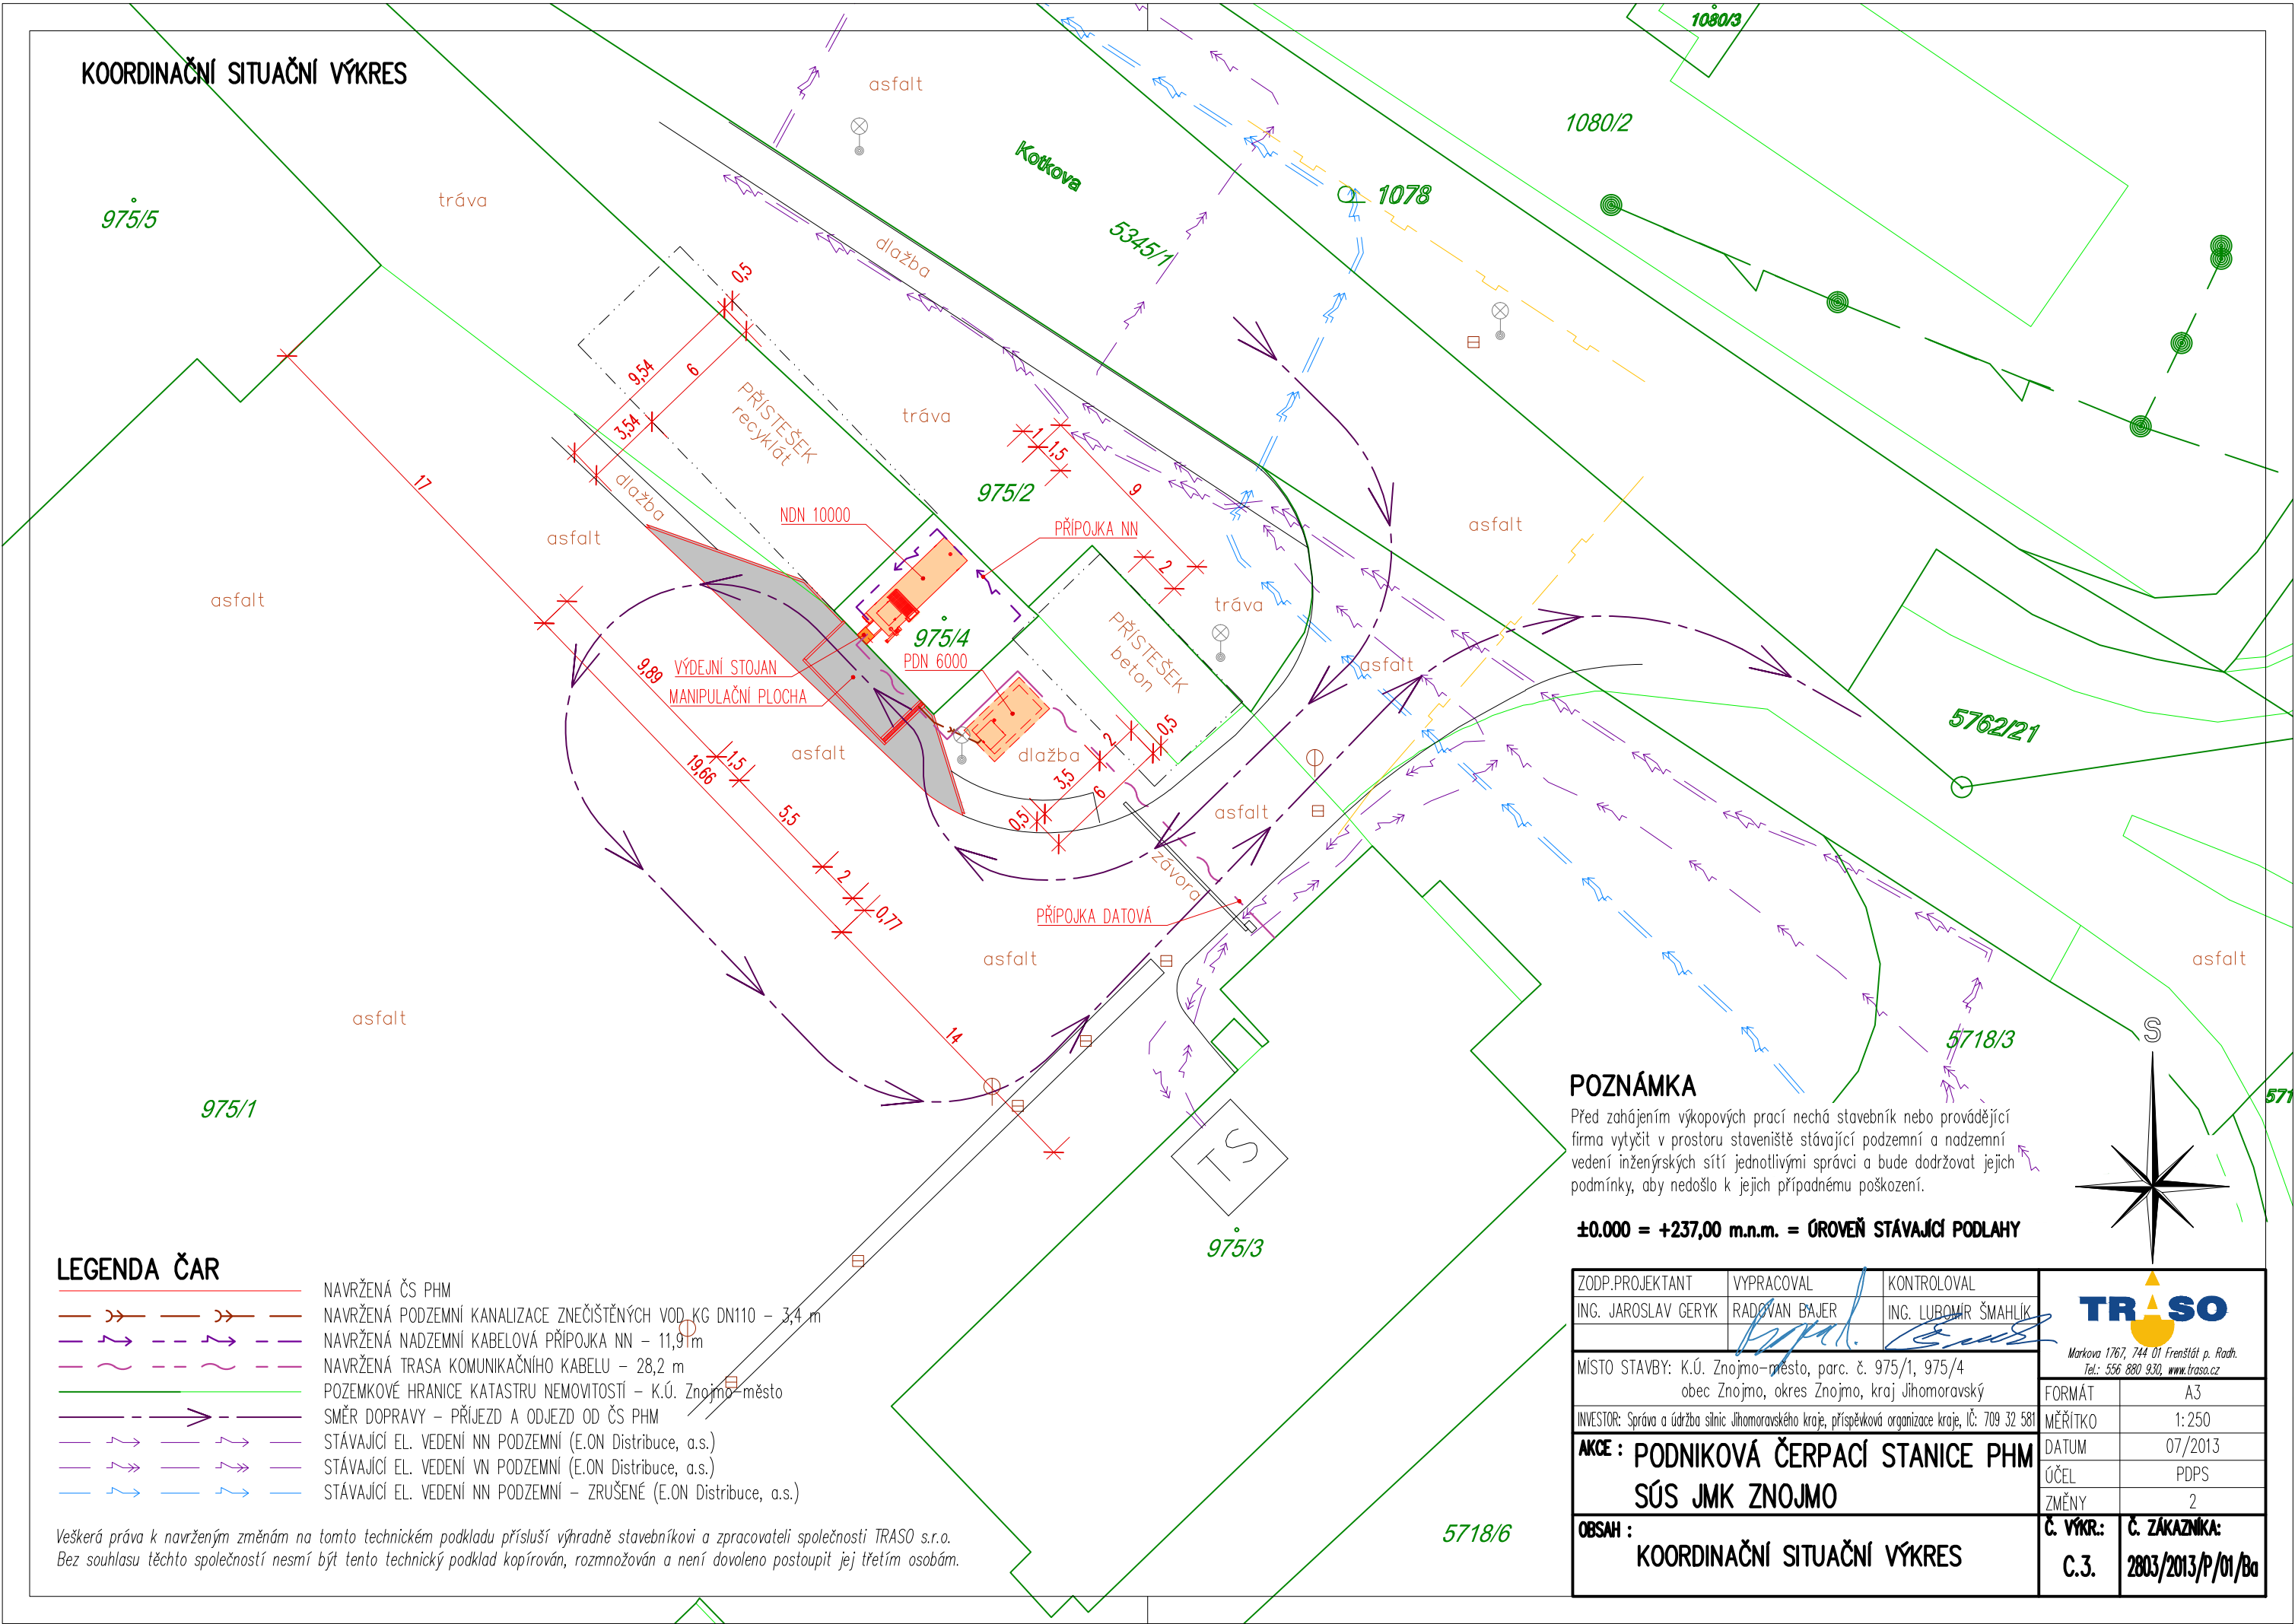 KOORDINAČNÍ SITUAČNÍ VÝKRES
1080/3
asfalt
1080/2
Kotkova
1078
tráva
975/5
5345/1
dlažba
0,5
9,54
6
3,54
PŘÍSTEŠEK
recyklát
tráva
1
1,5
9
17
dlažba
975/2
NDN 10000
PŘÍPOJKA NN
asfalt
asfalt
2
asfalt
tráva
975/4
PŘÍSTEŠEK
beton
PDN 6000
VÝDEJNÍ STOJAN
MANIPULAČNÍ PLOCHA
9,89
asfalt
5762/21
asfalt
dlažba
2
0,5
1,5
19,66
3,5
6
0,5
5,5
asfalt
závora
2
0,77
PŘÍPOJKA DATOVÁ
asfalt
asfalt
asfalt
14
975/1
5718/3
S
571
TS
975/3
5718/6
POZNÁMKA
Před zahájením výkopových prací nechá stavebník nebo provádějící
firma vytyčit v prostoru staveniště stávající podzemní a nadzemní
vedení inženýrských sítí jednotlivými správci a bude dodržovat jejich
podmínky, aby nedošlo k jejich případnému poškození.
±0.000 = +237,00 m.n.m. = ÚROVEŇ STÁVAJÍCÍ PODLAHY
LEGENDA ČAR
NAVRŽENÁ ČS PHM
NAVRŽENÁ PODZEMNÍ KANALIZACE ZNEČIŠTĚNÝCH VOD KG DN110 – 3,4 m
NAVRŽENÁ NADZEMNÍ KABELOVÁ PŘÍPOJKA NN – 11,9 m
NAVRŽENÁ TRASA KOMUNIKAČNÍHO KABELU – 28,2 m
POZEMKOVÉ HRANICE KATASTRU NEMOVITOSTÍ – K.Ú. Znojmo–město
SMĚR DOPRAVY – PŘÍJEZD A ODJEZD OD ČS PHM
STÁVAJÍCÍ EL. VEDENÍ NN PODZEMNÍ (E.ON Distribuce, a.s.)
STÁVAJÍCÍ EL. VEDENÍ VN PODZEMNÍ (E.ON Distribuce, a.s.)
STÁVAJÍCÍ EL. VEDENÍ NN PODZEMNÍ – ZRUŠENÉ (E.ON Distribuce, a.s.)
Veškerá práva k navrženým změnám na tomto technickém podkladu přísluší výhradně stavebníkovi a zpracovateli společnosti TRASO s.r.o.
Bez souhlasu těchto společností nesmí být tento technický podklad kopírován, rozmnožován a není dovoleno postoupit jej třetím osobám.
ZODP.PROJEKTANT VYPRACOVAL KONTROLOVAL
ING. JAROSLAV GERYK RADOVAN BAJER ING. LUBOMÍR ŠMAHLÍK
TRASO
Markova 1767, 744 01 Frenštát p. Radh.
Tel.: 556 880 930, www.traso.cz
MÍSTO STAVBY: K.Ú. Znojmo–město, parc. č. 975/1, 975/4
obec Znojmo, okres Znojmo, kraj Jihomoravský
INVESTOR: Správa a údržba silnic Jihomoravského kraje, příspěvková organizace kraje, IČ: 709 32 581
AKCE : PODNIKOVÁ ČERPACÍ STANICE PHM
SÚS JMK ZNOJMO
FORMÁT A3
MĚŘÍTKO 1:250
DATUM 07/2013
ÚČEL PDPS
ZMĚNY 2
OBSAH :
KOORDINAČNÍ SITUAČNÍ VÝKRES
Č. VÝKR.: Č. ZÁKAZNÍKA:
C.3. 2803/2013/P/01/Ba